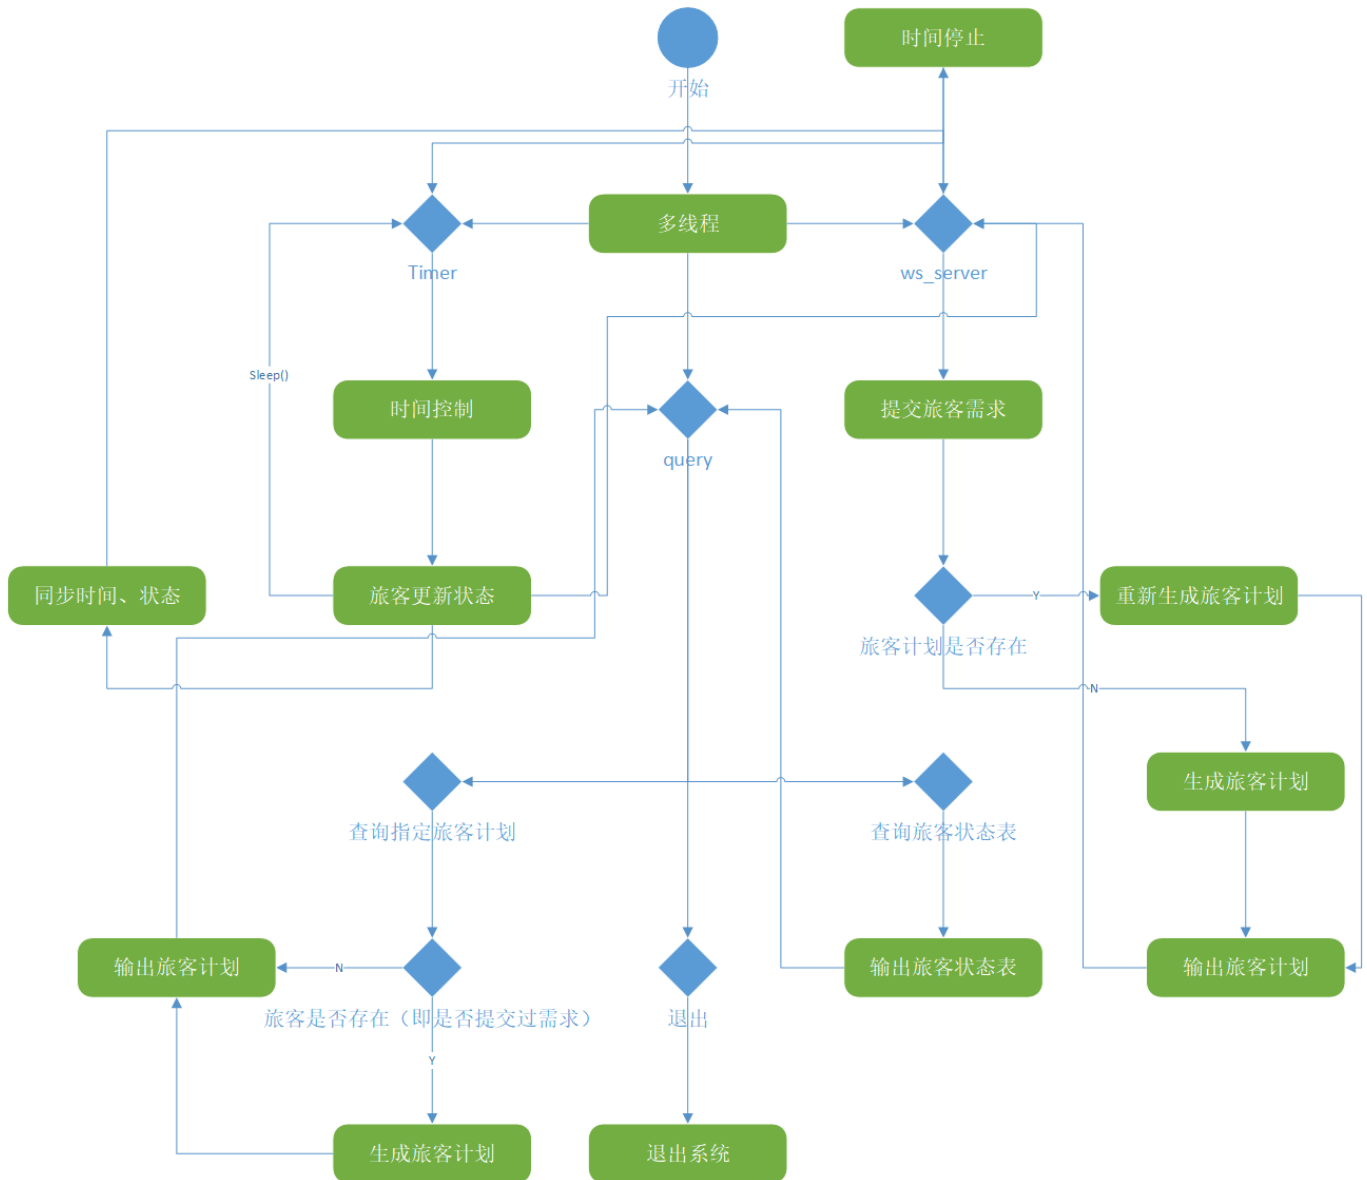 时间停止
开始
多线程
Timer
ws_server
Sleep()
时间控制
提交旅客需求
query
同步时间、状态
旅客更新状态
Y
重新生成旅客计划
旅客计划是否存在
N
生成旅客计划
查询指定旅客计划
查询旅客状态表
输出旅客计划
N
输出旅客状态表
输出旅客计划
旅客是否存在（即是否提交过需求）
退出
Y
生成旅客计划
退出系统